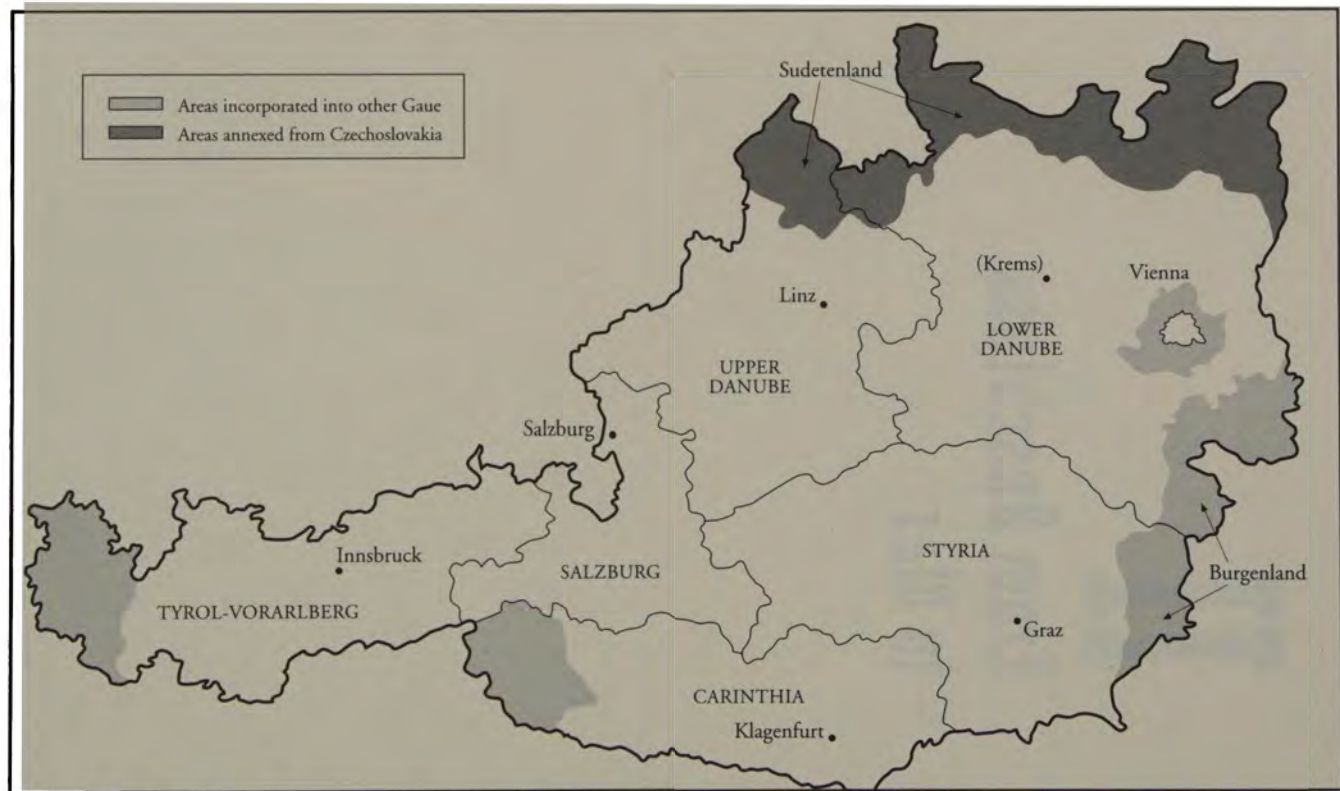 Areas incorporated into other Gaue
Areas annexed from Czechoslovakia
Sudetenland
(Krems)
Vienna
Linz
LOWER
DANUBE
UPPER
DANUBE
Salzburg
Innsbruck
STYRIA
SALZBURG
Burgenland
TYROL-VORARLBERG
Graz
CARINTHIA
Klagenfurt